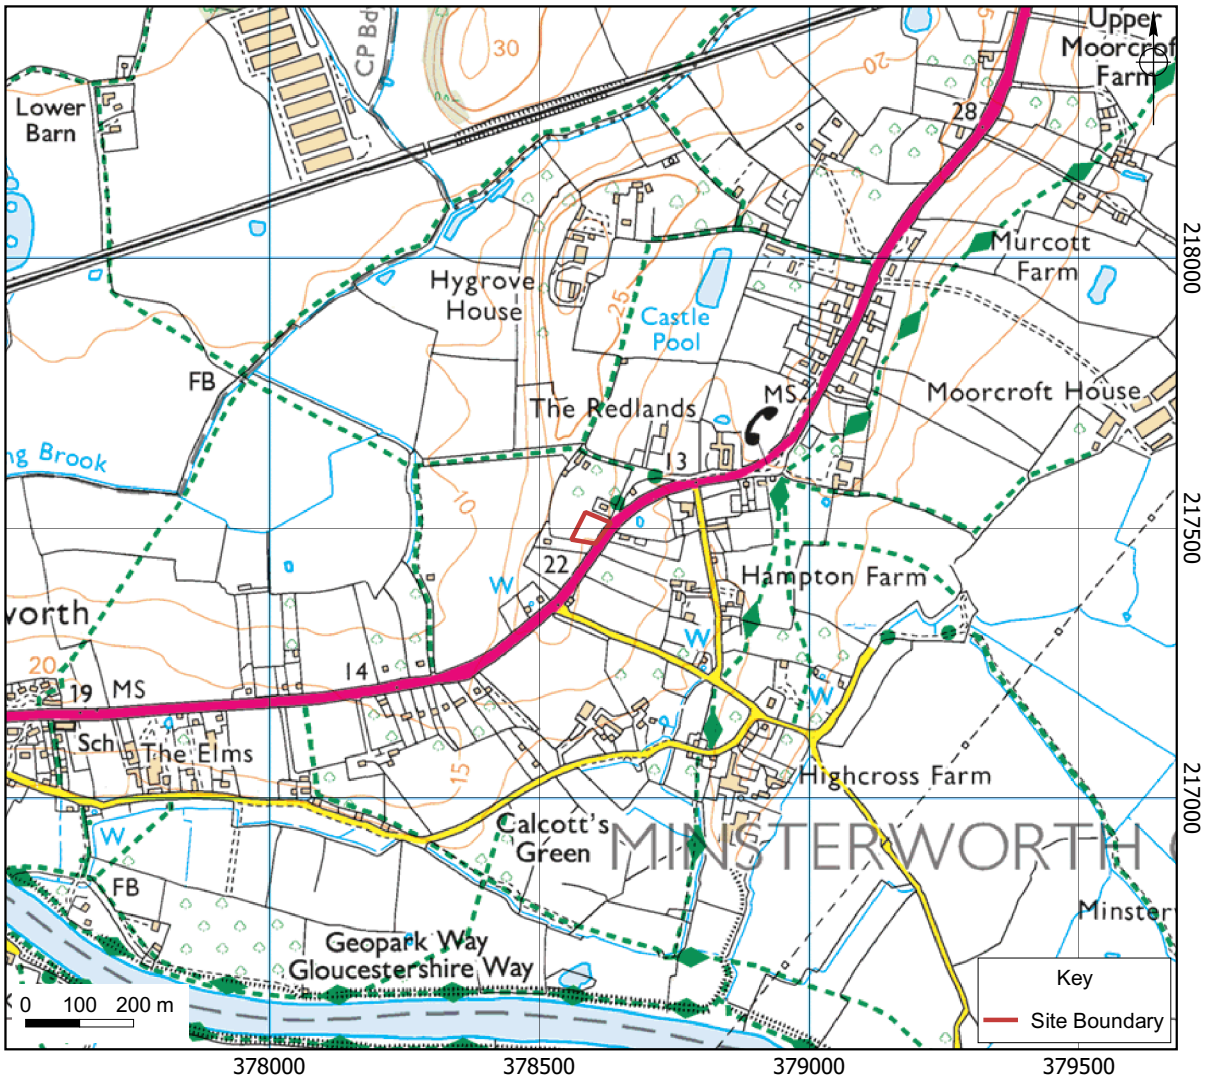 Upper
Moorcrof
Farm
CP Bdy
30
20
5
Lower
Barn
28
218000
Murcott
Farm
Hygrove
House
25
Castle
Pool
FB
MS
Moorcroft House
The Redlands
ng Brook
13
10
217500
22
Hampton Farm
W
worth
W
20
14
19
MS
W
Sch
The Elms
15
Highcross Farm
217000
W
Calcott's
Green
MINSTERWORTH C
FB
Minster
Geopark Way
Gloucestershire Way
Key
Site Boundary
0 100 200 m
378000
378500
379000
379500